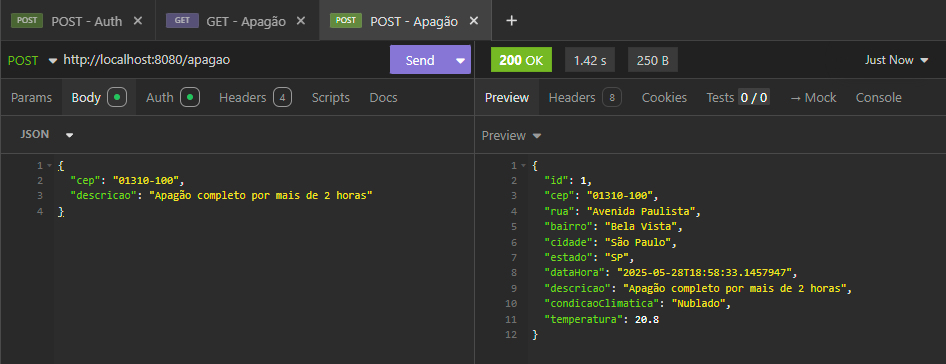 POST POST - Auth × GET GET - Apagão × POST POST - Apagão × +
POST http://localhost:8080/apagao Send 200 OK 1.42 s 250 B Just Now
Params Body Auth Headers 4 Scripts Docs Preview Headers 8 Cookies Tests 0 / 0 → Mock Console
JSON Preview
1 {
2 "cep": "01310-100",
3 "descricao": "Apagão completo por mais de 2 horas"
4 }
1 {
2 "id": 1,
3 "cep": "01310-100",
4 "rua": "Avenida Paulista",
5 "bairro": "Bela Vista",
6 "cidade": "São Paulo",
7 "estado": "SP",
8 "dataHora": "2025-05-28T18:58:33.1457947",
9 "descricao": "Apagão completo por mais de 2 horas",
10 "condicaoClimatica": "Nublado",
11 "temperatura": 20.8
12 }